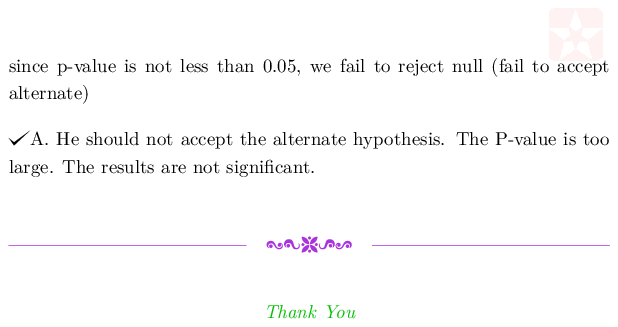 since p-value is not less than 0.05, we fail to reject null (fail to accept
alternate)
✓A. He should not accept the alternate hypothesis. The P-value is too
large. The results are not significant.
Thank You